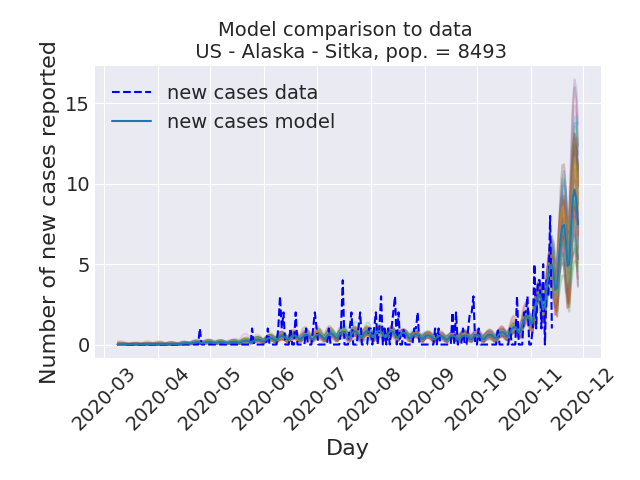 Model comparison to data
US - Alaska - Sitka, pop. = 8493
new cases data
new cases model
Number of new cases reported
15
10
5
0
2020-03
2020-04
2020-05
2020-06
2020-07
2020-08
2020-09
2020-10
2020-11
2020-12
Day